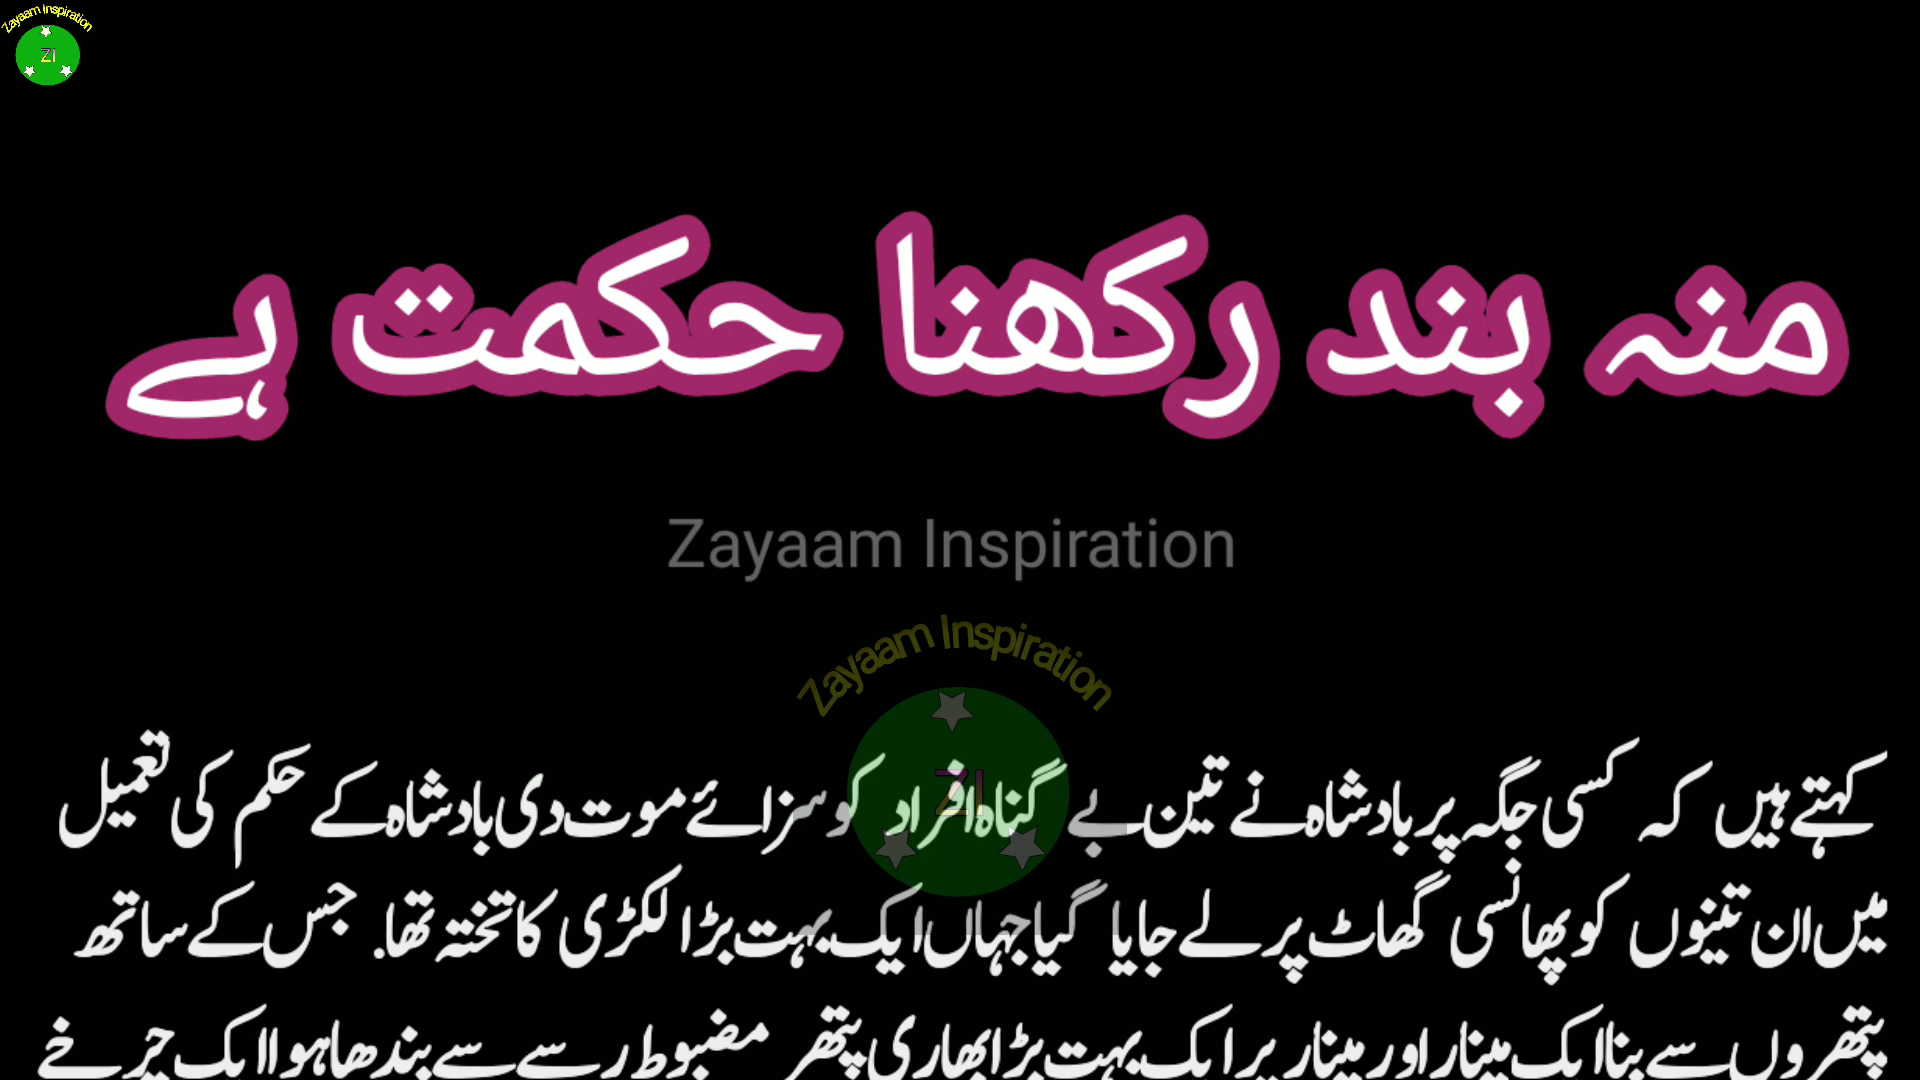 Zayaam Inspiration
ZI
منہ بند رکھنا حکمت ہے
Zayaam Inspiration
Zayaam Inspiration
ZI
کہتے ہیں کہ کسی جگہ پر بادشاہ نے تین بے گناہ افراد کو سزائے موت دی بادشاہ کے حکم کی تعمیل
میں ان تینوں کو پھانسی گھاٹ پر لے جایا گیا جہاں ایک بہت بڑا لکڑی کا تختہ تھا۔ جس کے ساتھ
پتھروں سے بنا ایک مینار اور مینار پر ایک بہت بڑا بھاری پتھر مضبوط رسے سے بندھا ہوا ایک چرخے